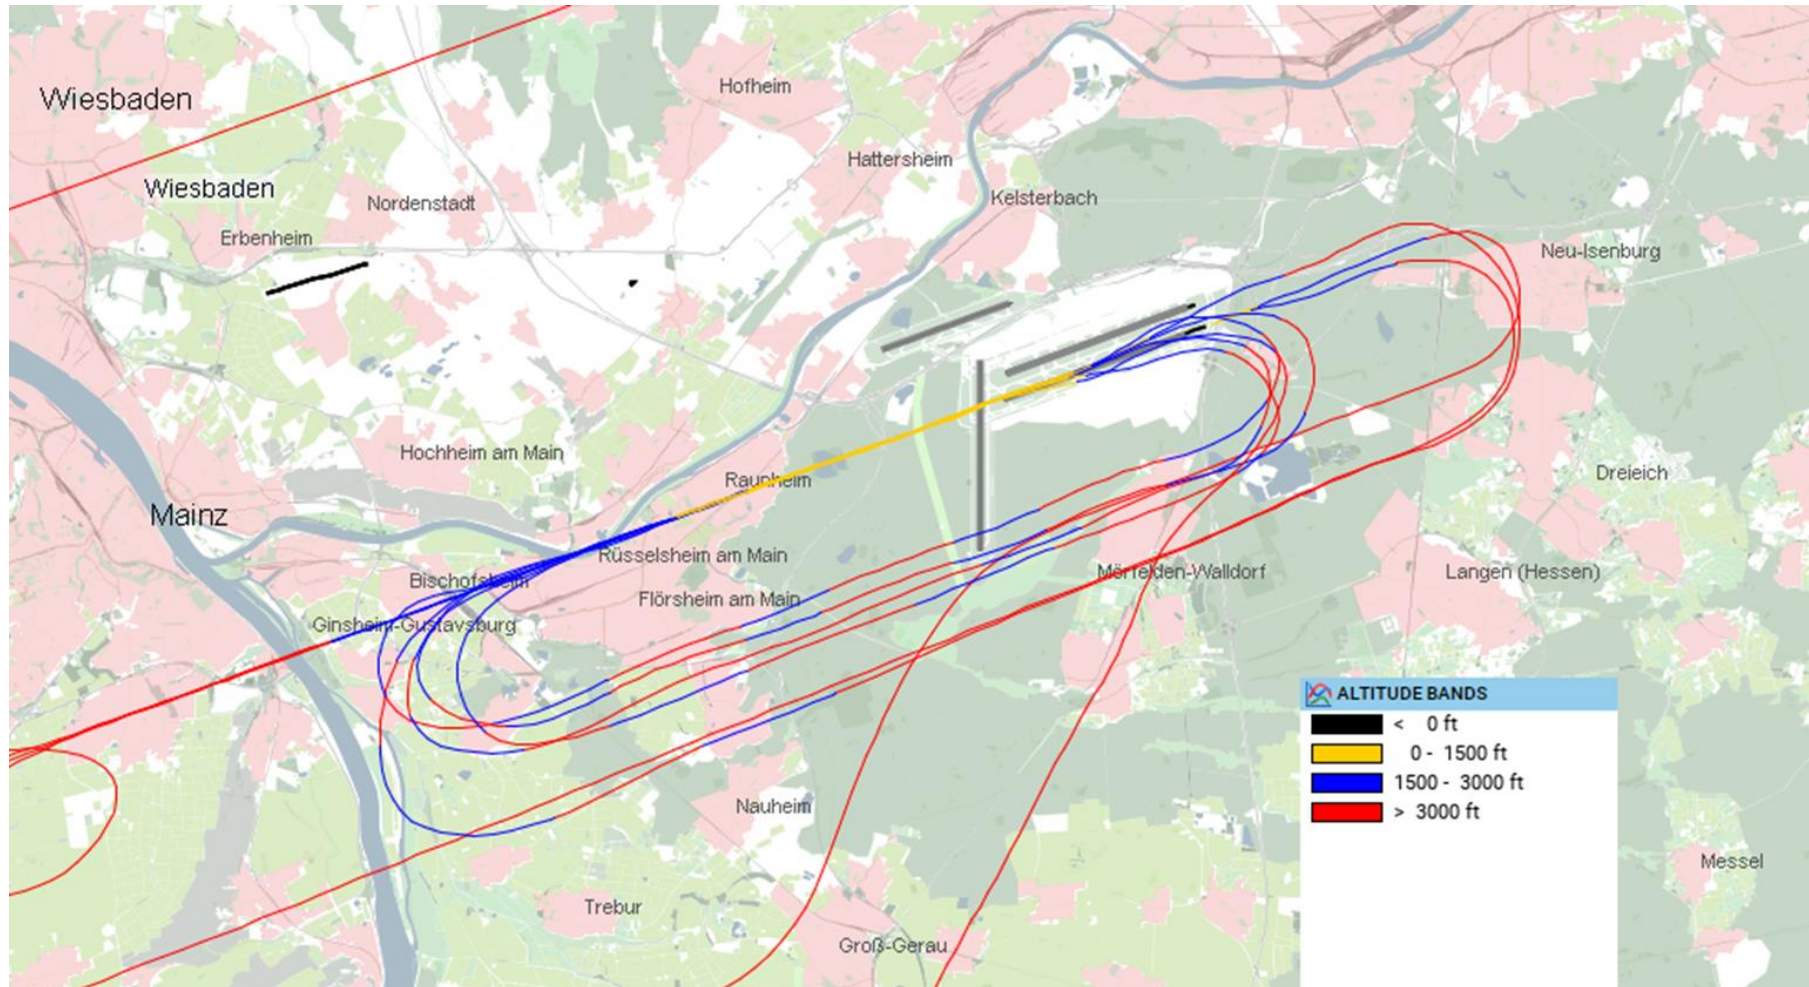 Wiesbaden
Hofheim
Hattersheim
Wiesbaden
Nordenstadt
Kelsterbach
Erbenheim
Neu-Isenburg
Hochheim am Main
Raunheim
Dreieich
Mainz
Rüsselsheim am Main
Bischofsheim
Mörfelden-Walldorf
Langen (Hessen)
Flörsheim am Main
Ginsheim-Gustavsburg
ALTITUDE BANDS
< 0 ft
0 - 1500 ft
1500 - 3000 ft
> 3000 ft
Nauheim
Messel
Trebur
Groß-Gerau